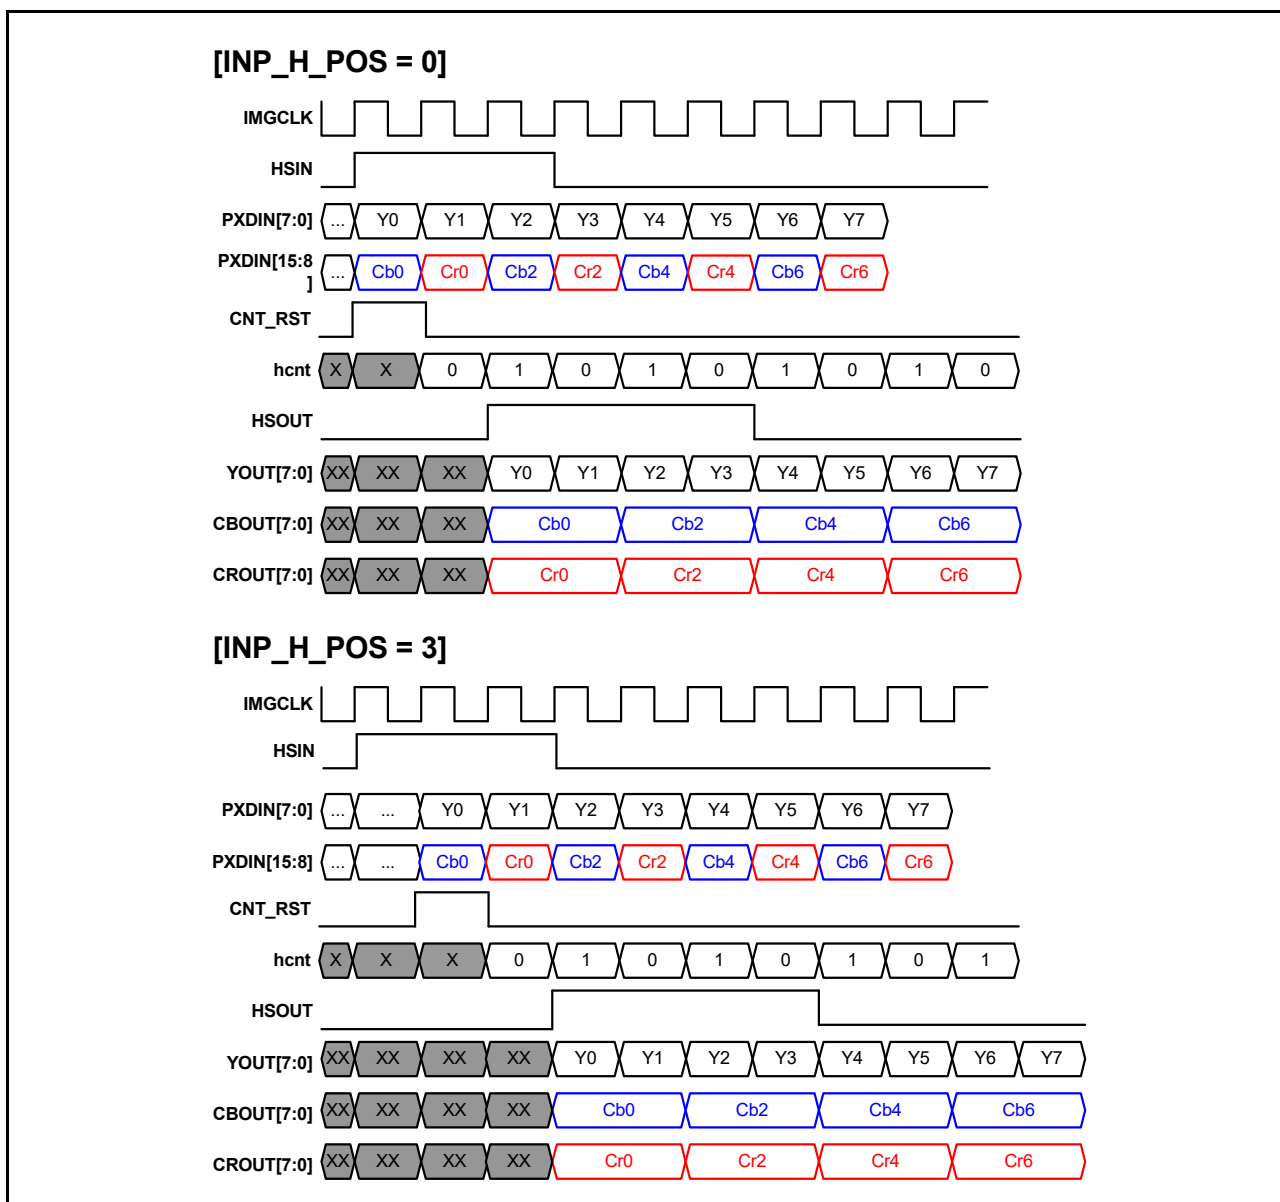 [INP_H_POS = 0]
IMGCLK
HSIN
PXDIN[7:0] ... Y0 Y1 Y2 Y3 Y4 Y5 Y6 Y7
PXDIN[15:8
] ... Cb0 Cr0 Cb2 Cr2 Cb4 Cr4 Cb6 Cr6
CNT_RST
hcnt X X 0 1 0 1 0 1 0 1 0
HSOUT
YOUT[7:0] XX XX XX Y0 Y1 Y2 Y3 Y4 Y5 Y6 Y7
CBOUT[7:0] XX XX XX Cb0 Cb2 Cb4 Cb6
CROUT[7:0] XX XX XX Cr0 Cr2 Cr4 Cr6
[INP_H_POS = 3]
IMGCLK
HSIN
PXDIN[7:0] ... ... Y0 Y1 Y2 Y3 Y4 Y5 Y6 Y7
PXDIN[15:8] ... ... Cb0 Cr0 Cb2 Cr2 Cb4 Cr4 Cb6 Cr6
CNT_RST
hcnt X X X 0 1 0 1 0 1 0 1
HSOUT
YOUT[7:0] XX XX XX XX Y0 Y1 Y2 Y3 Y4 Y5 Y6 Y7
CBOUT[7:0] XX XX XX XX Cb0 Cb2 Cb4 Cb6
CROUT[7:0] XX XX XX XX Cr0 Cr2 Cr4 Cr6